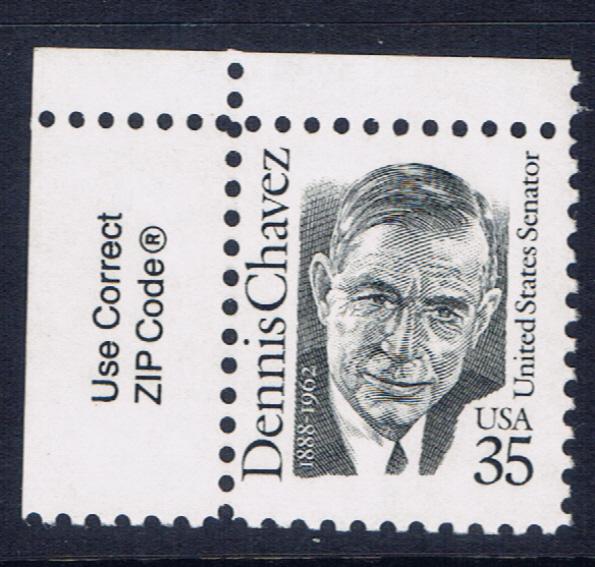 Use Correct
ZIP Code®
Dennis Chavez
1888-1962
United States Senator
USA
35